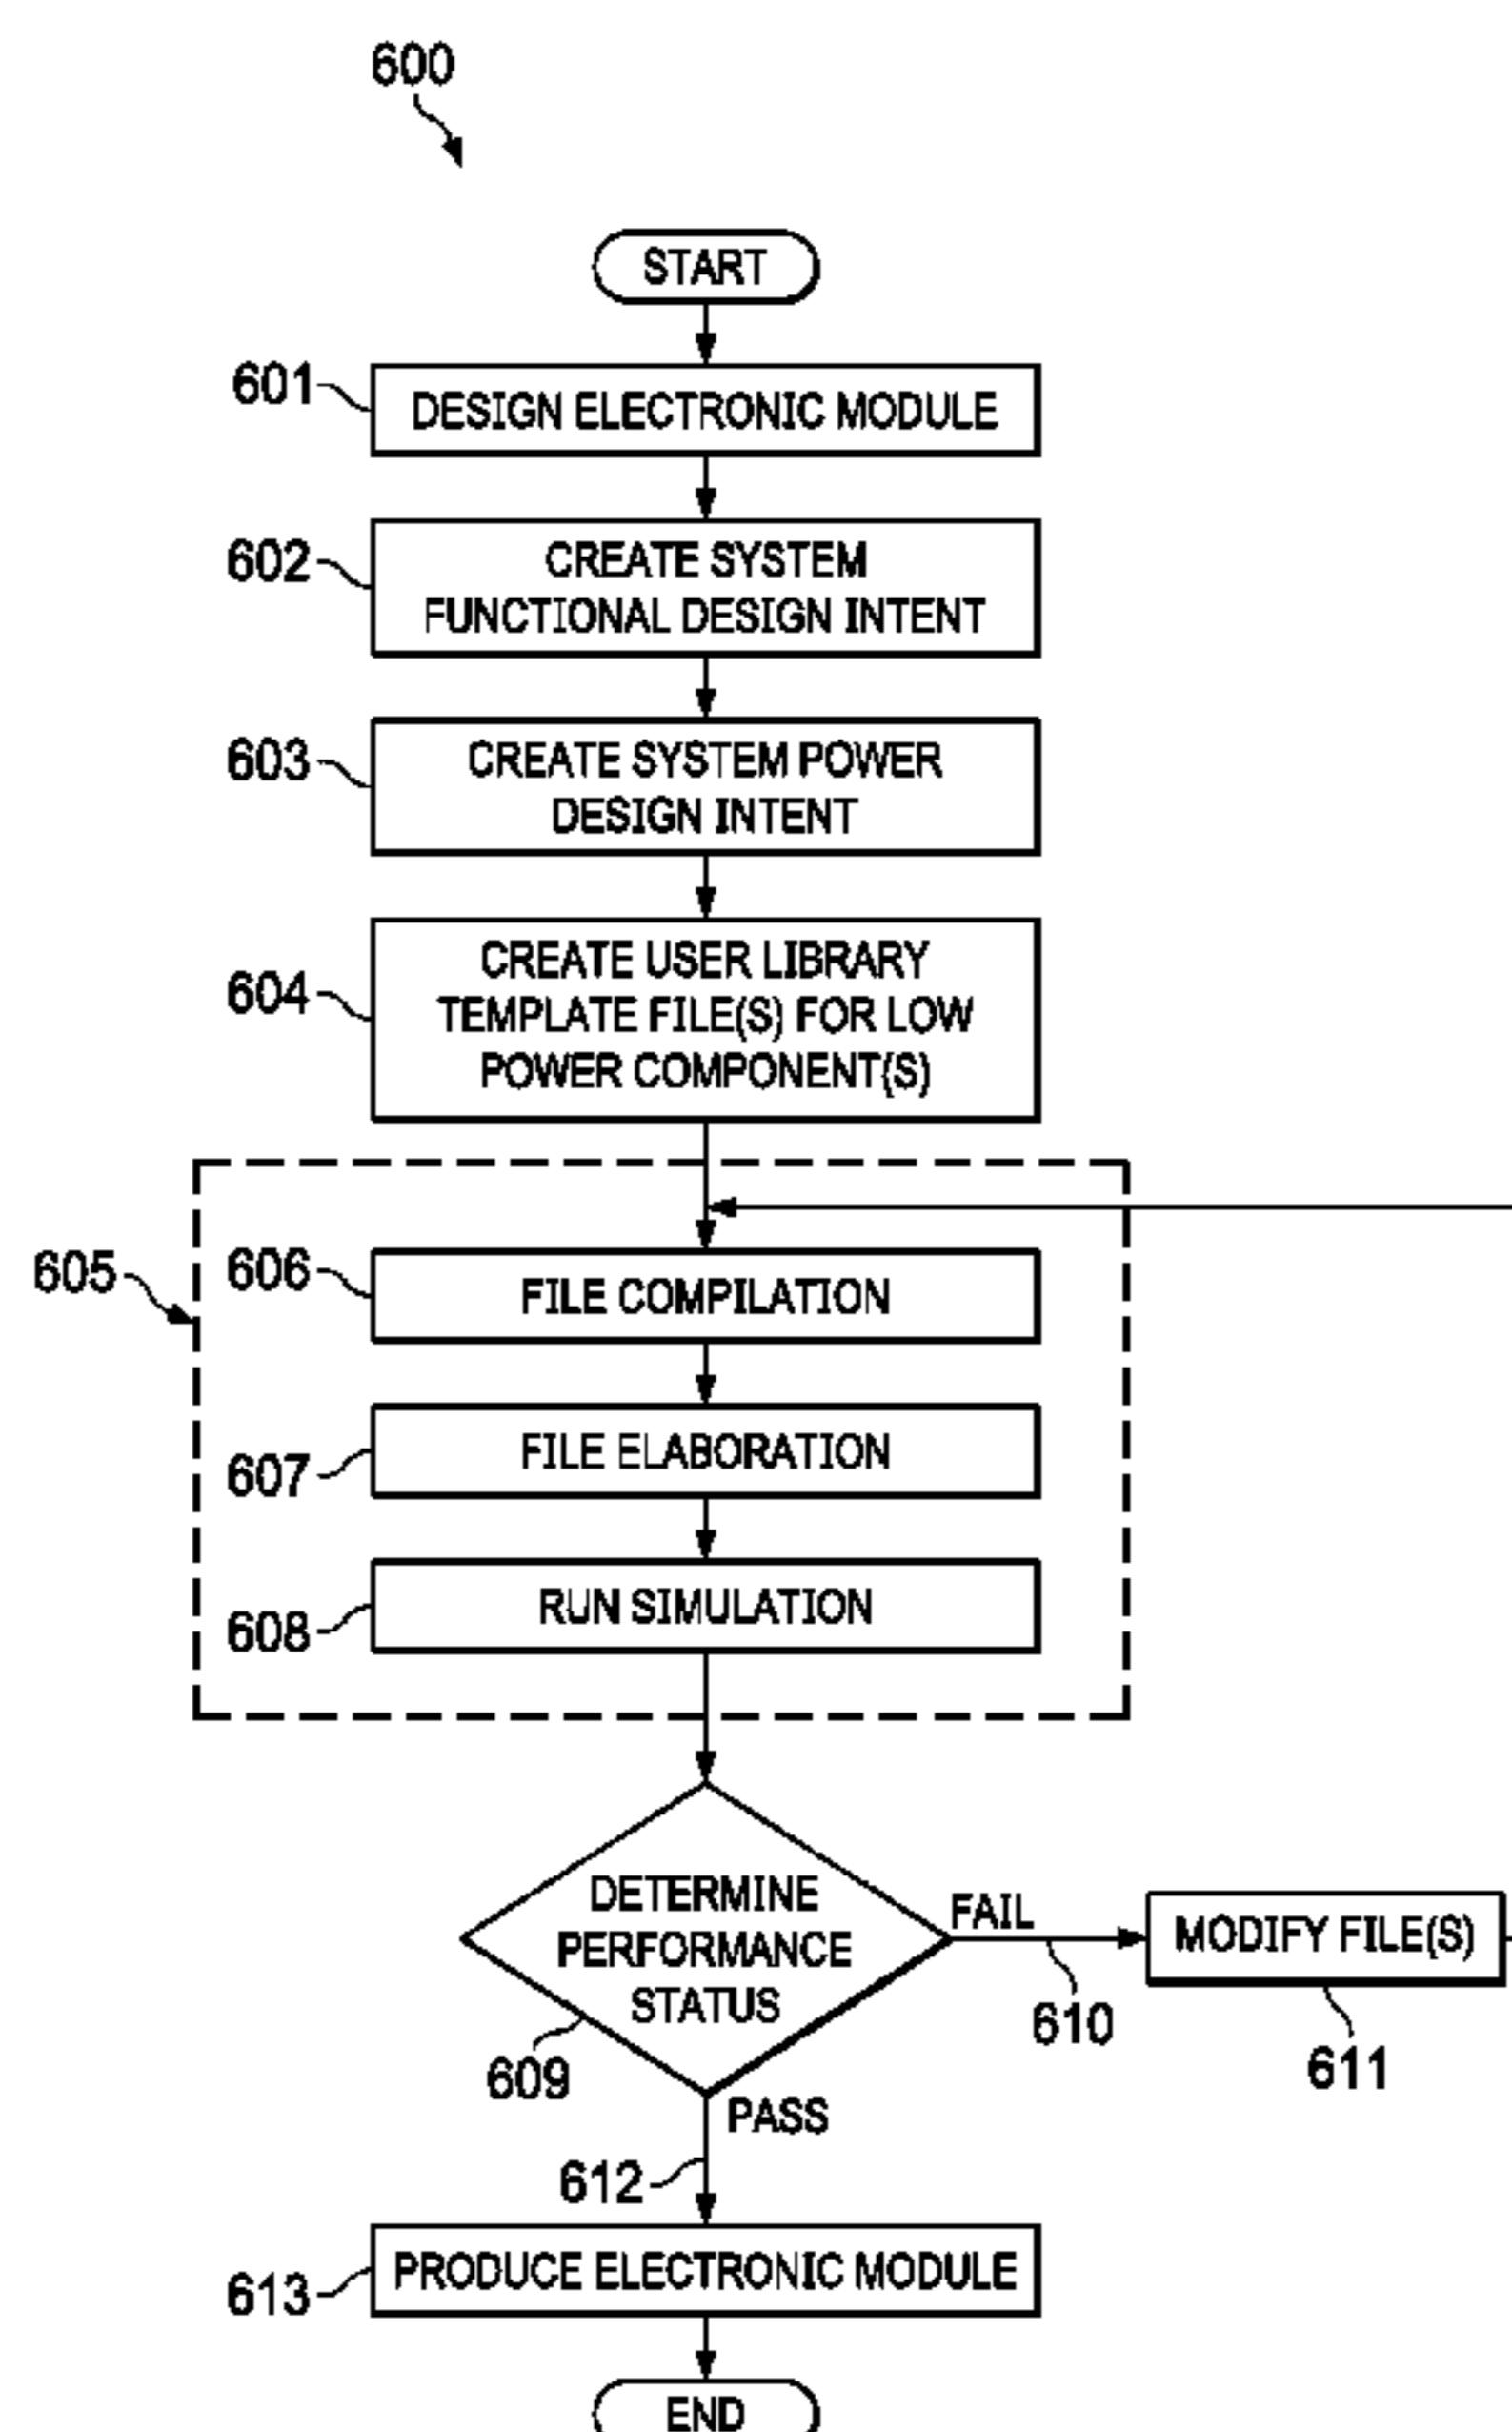 600
START
601
DESIGN ELECTRONIC MODULE
602
CREATE SYSTEM
FUNCTIONAL DESIGN INTENT
603
CREATE SYSTEM POWER
DESIGN INTENT
604
CREATE USER LIBRARY
TEMPLATE FILE(S) FOR LOW
POWER COMPONENT(S)
605
606
FILE COMPILATION
607
FILE ELABORATION
608
RUN SIMULATION
DETERMINE
PERFORMANCE
STATUS
609
FAIL
610
MODIFY FILE(S)
611
PASS
612
613
PRODUCE ELECTRONIC MODULE
END